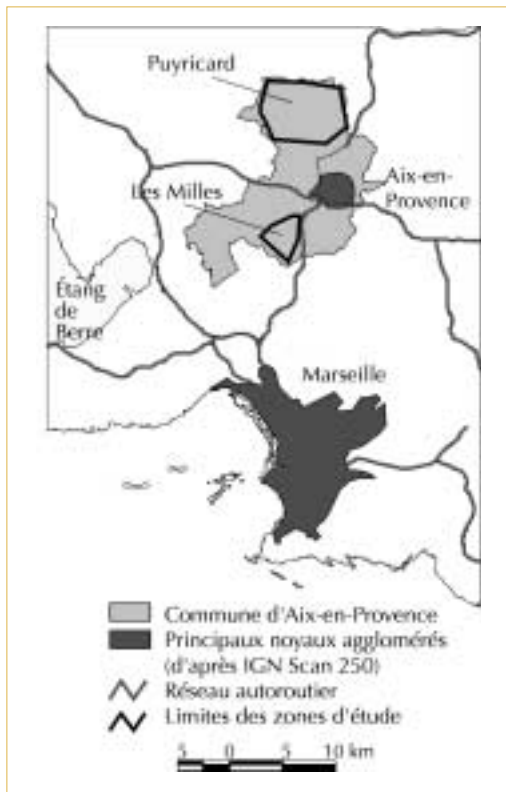 Puyricard
Aix-en-
Provence
Les Milles
Étang
de
Berre
Marseille
Commune d'Aix-en-Provence
Principaux noyaux agglomérés
(d'après IGN Scan 250)
Réseau autoroutier
Limites des zones d'étude
5 0 5 10 km